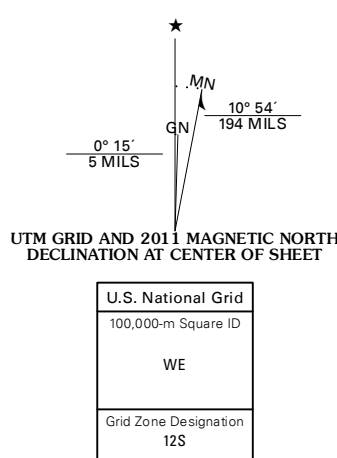 ★
MN
GN
10° 54´
194 MILS
0° 15´
5 MILS
UTM GRID AND 2011 MAGNETIC NORTH
DECLINATION AT CENTER OF SHEET
U.S. National Grid
100,000-m Square ID
WE
Grid Zone Designation
12S